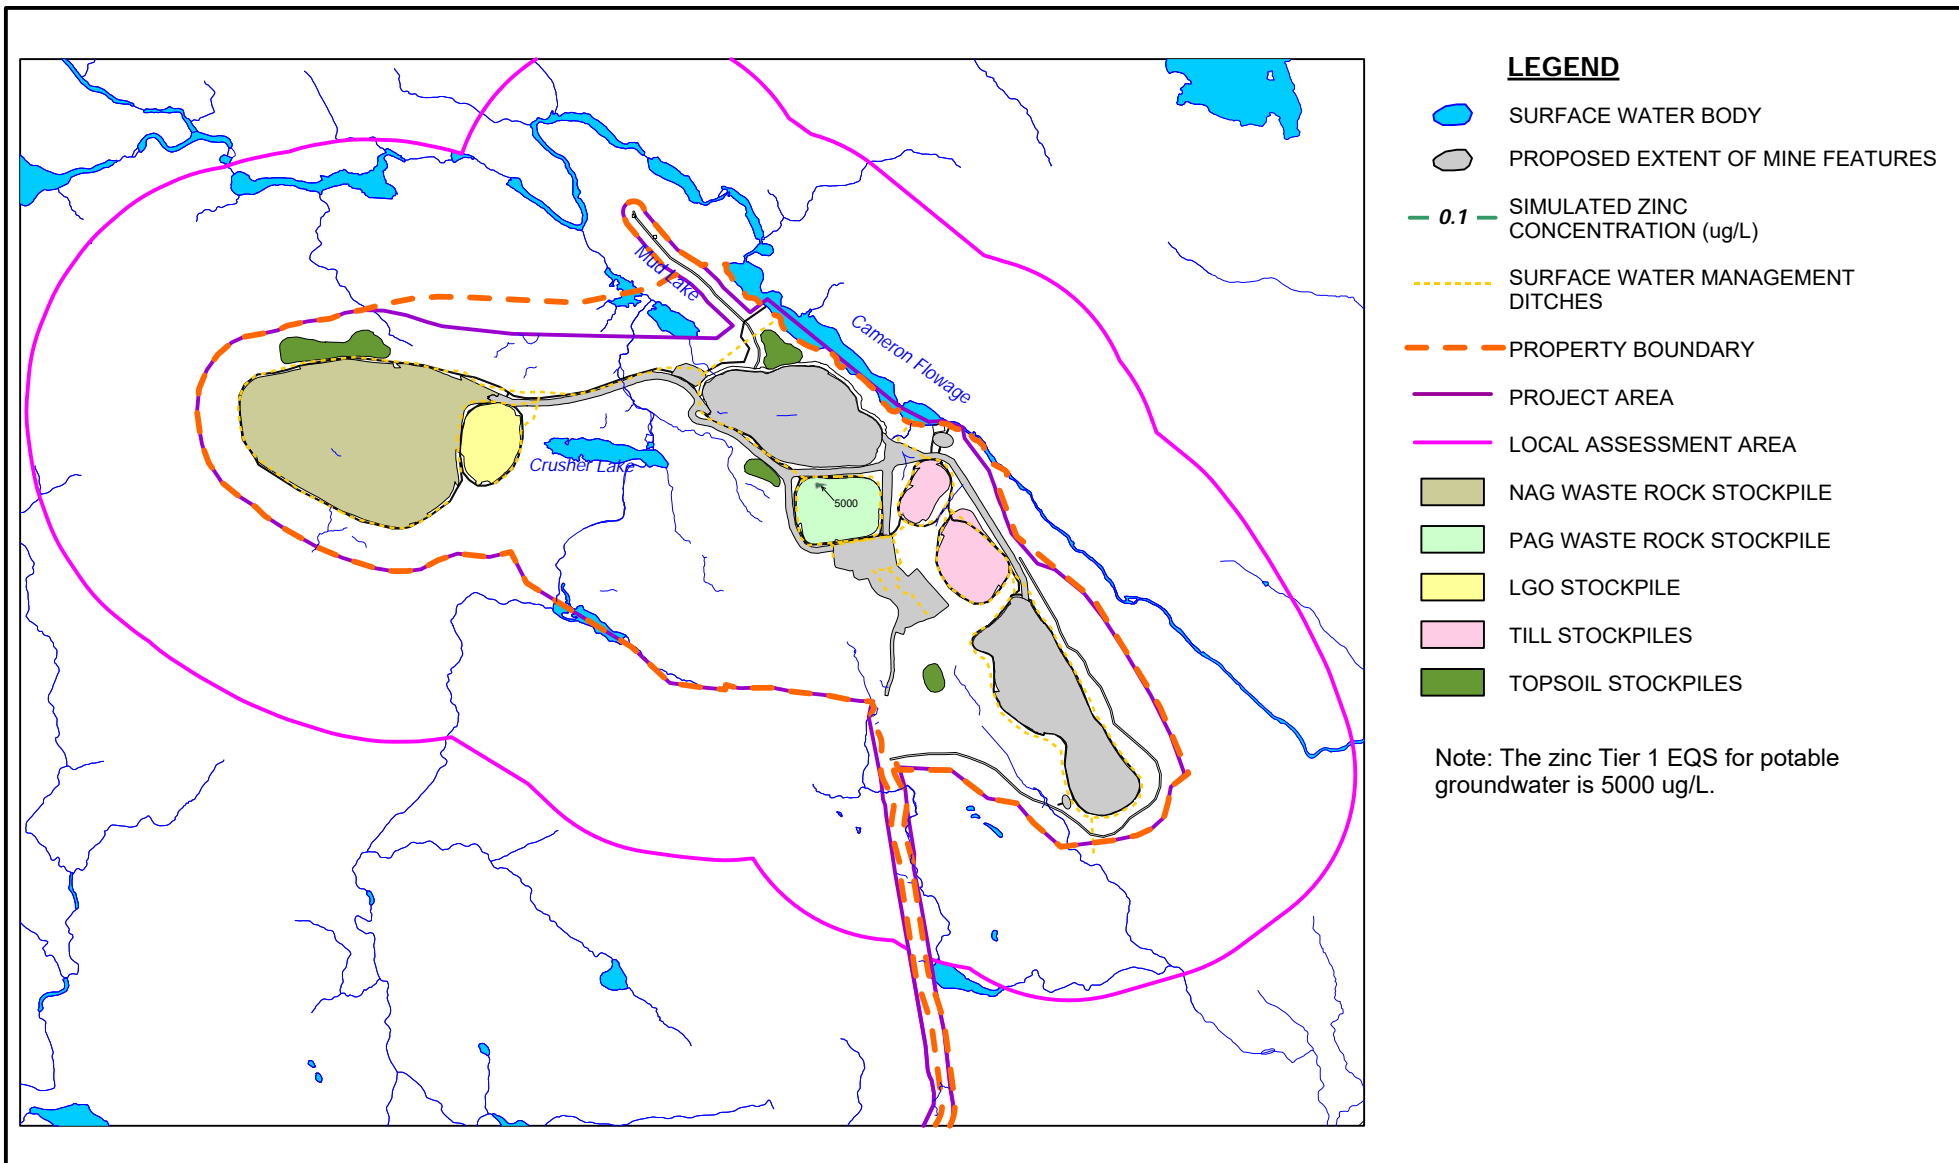 LEGEND
SURFACE WATER BODY
PROPOSED EXTENT OF MINE FEATURES
0.1
SIMULATED ZINC
CONCENTRATION (ug/L)
SURFACE WATER MANAGEMENT
DITCHES
PROPERTY BOUNDARY
PROJECT AREA
LOCAL ASSESSMENT AREA
NAG WASTE ROCK STOCKPILE
PAG WASTE ROCK STOCKPILE
LGO STOCKPILE
TILL STOCKPILES
TOPSOIL STOCKPILES
Note: The zinc Tier 1 EQS for potable
groundwater is 5000 ug/L.
Mud Lake
Cameron Flowage
Crusher Lake
5000